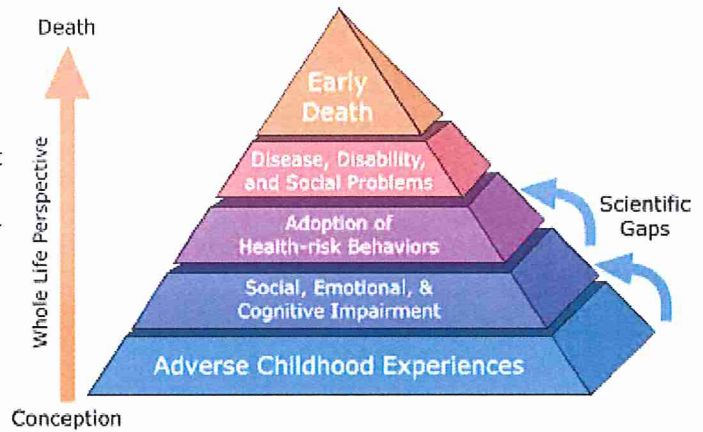 Death
Whole Life Perspective
Conception
Early
Death
Disease, Disability,
and Social Problems
Adoption of
Health-risk Behaviors
Social, Emotional, &
Cognitive Impairment
Adverse Childhood Experiences
Scientific
Gaps